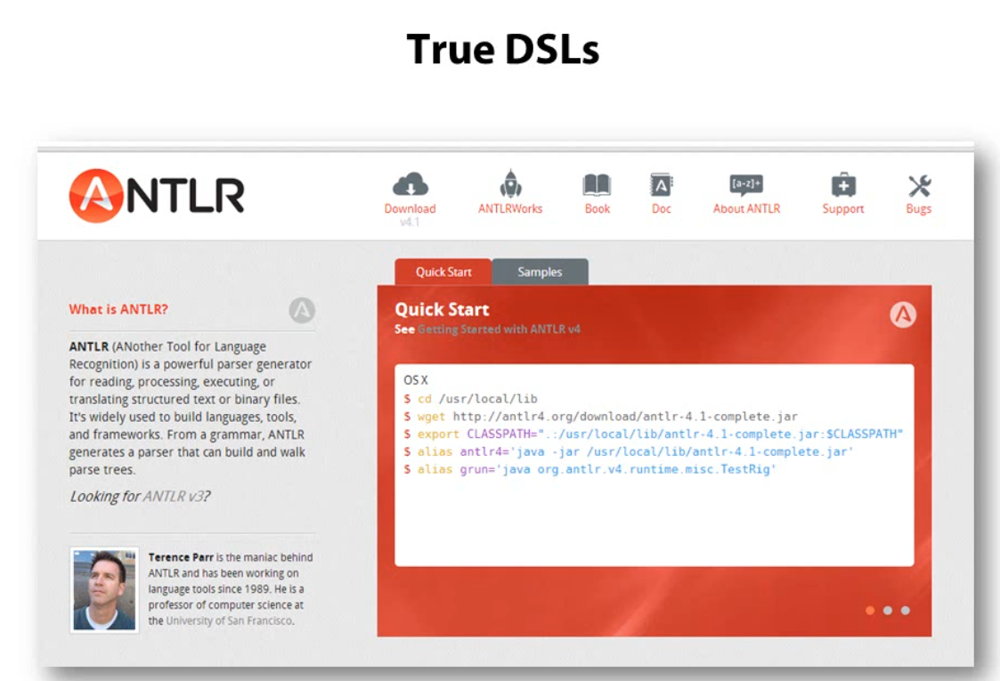 True DSLs
ANTLR
Download
v4.1
ANTLRWorks
Book
Doc
[a-z]+
About ANTLR
Support
Bugs
Quick Start
Samples
What is ANTLR?
ANTLR (ANother Tool for Language
Recognition) is a powerful parser generator
for reading, processing, executing, or
translating structured text or binary files.
It's widely used to build languages, tools,
and frameworks. From a grammar, ANTLR
generates a parser that can build and walk
parse trees.
Looking for ANTLR v3?
Terence Parr is the maniac behind
ANTLR and has been working on
language tools since 1989. He is a
professor of computer science at
the University of San Francisco.
Quick Start
See Getting Started with ANTLR v4
OS X
$ cd /usr/local/lib
$ wget http://antlr4.org/download/antlr-4.1-complete.jar
$ export CLASSPATH=".:/usr/local/lib/antlr-4.1-complete.jar:$CLASSPATH"
$ alias antlr4='java -jar /usr/local/lib/antlr-4.1-complete.jar'
$ alias grun='java org.antlr.v4.runtime.misc.TestRig'